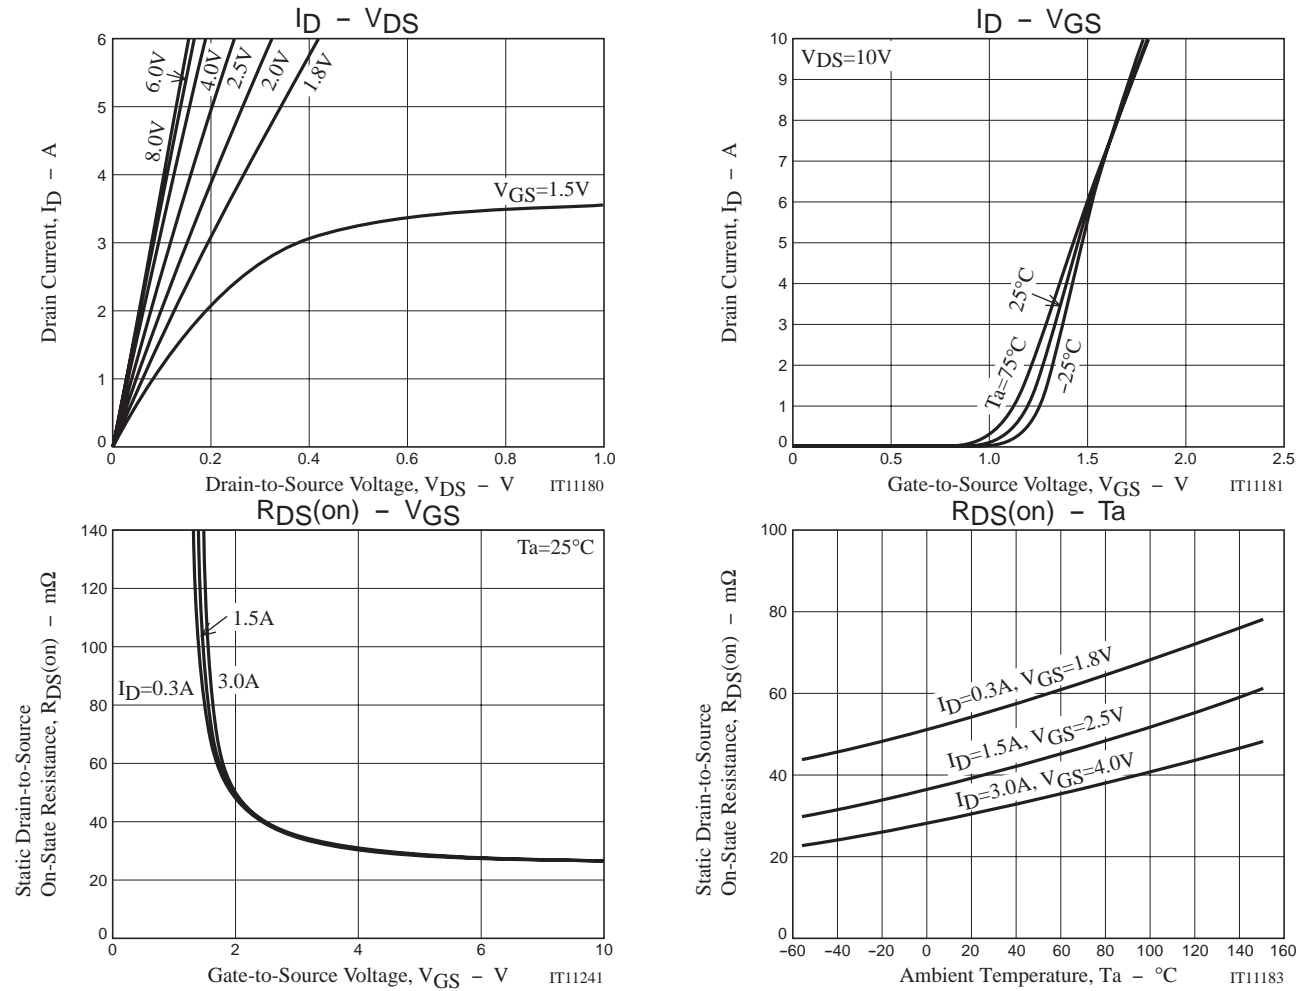 ID – VDS
6
5
4
3
2
1
0
0
0.2
0.4
0.6
0.8
1.0
6.0V
8.0V
4.0V
2.5V
2.0V
1.8V
VGS=1.5V
Drain Current, ID – A
Drain-to-Source Voltage, VDS – V
IT11180
ID – VGS
VDS=10V
10
9
8
7
6
5
4
3
2
1
0
0
0.5
1.0
1.5
2.0
2.5
Ta=75°C
25°C
–25°C
Drain Current, ID – A
Gate-to-Source Voltage, VGS – V
IT11181
RDS(on) – VGS
Ta=25°C
140
120
100
80
60
40
20
0
0
2
4
6
10
1.5A
ID=0.3A
3.0A
Static Drain-to-Source
On-State Resistance, RDS(on) – mΩ
Gate-to-Source Voltage, VGS – V
IT11241
RDS(on) – Ta
100
80
60
40
20
0
–60
–40
–20
0
20
40
60
80
100
120
140
160
ID=0.3A, VGS=1.8V
ID=1.5A, VGS=2.5V
ID=3.0A, VGS=4.0V
Static Drain-to-Source
On-State Resistance, RDS(on) – mΩ
Ambient Temperature, Ta – °C
IT11183